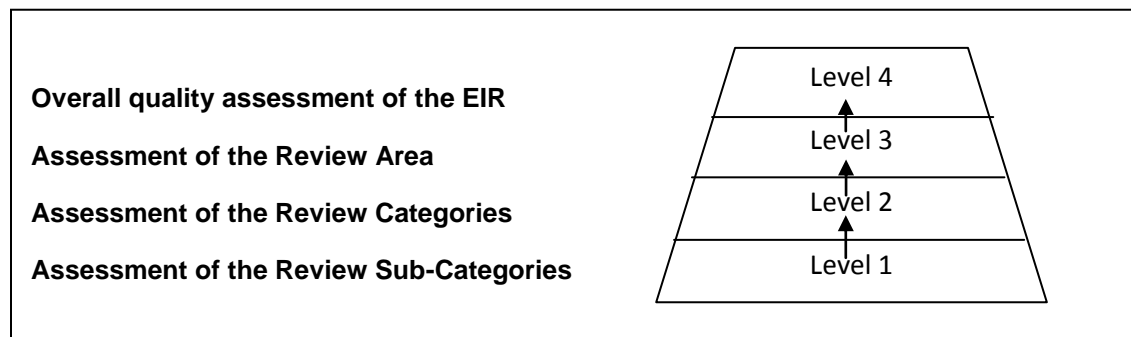 Overall quality assessment of the EIR
Assessment of the Review Area
Assessment of the Review Categories
Assessment of the Review Sub-Categories
Level 4
Level 3
Level 2
Level 1